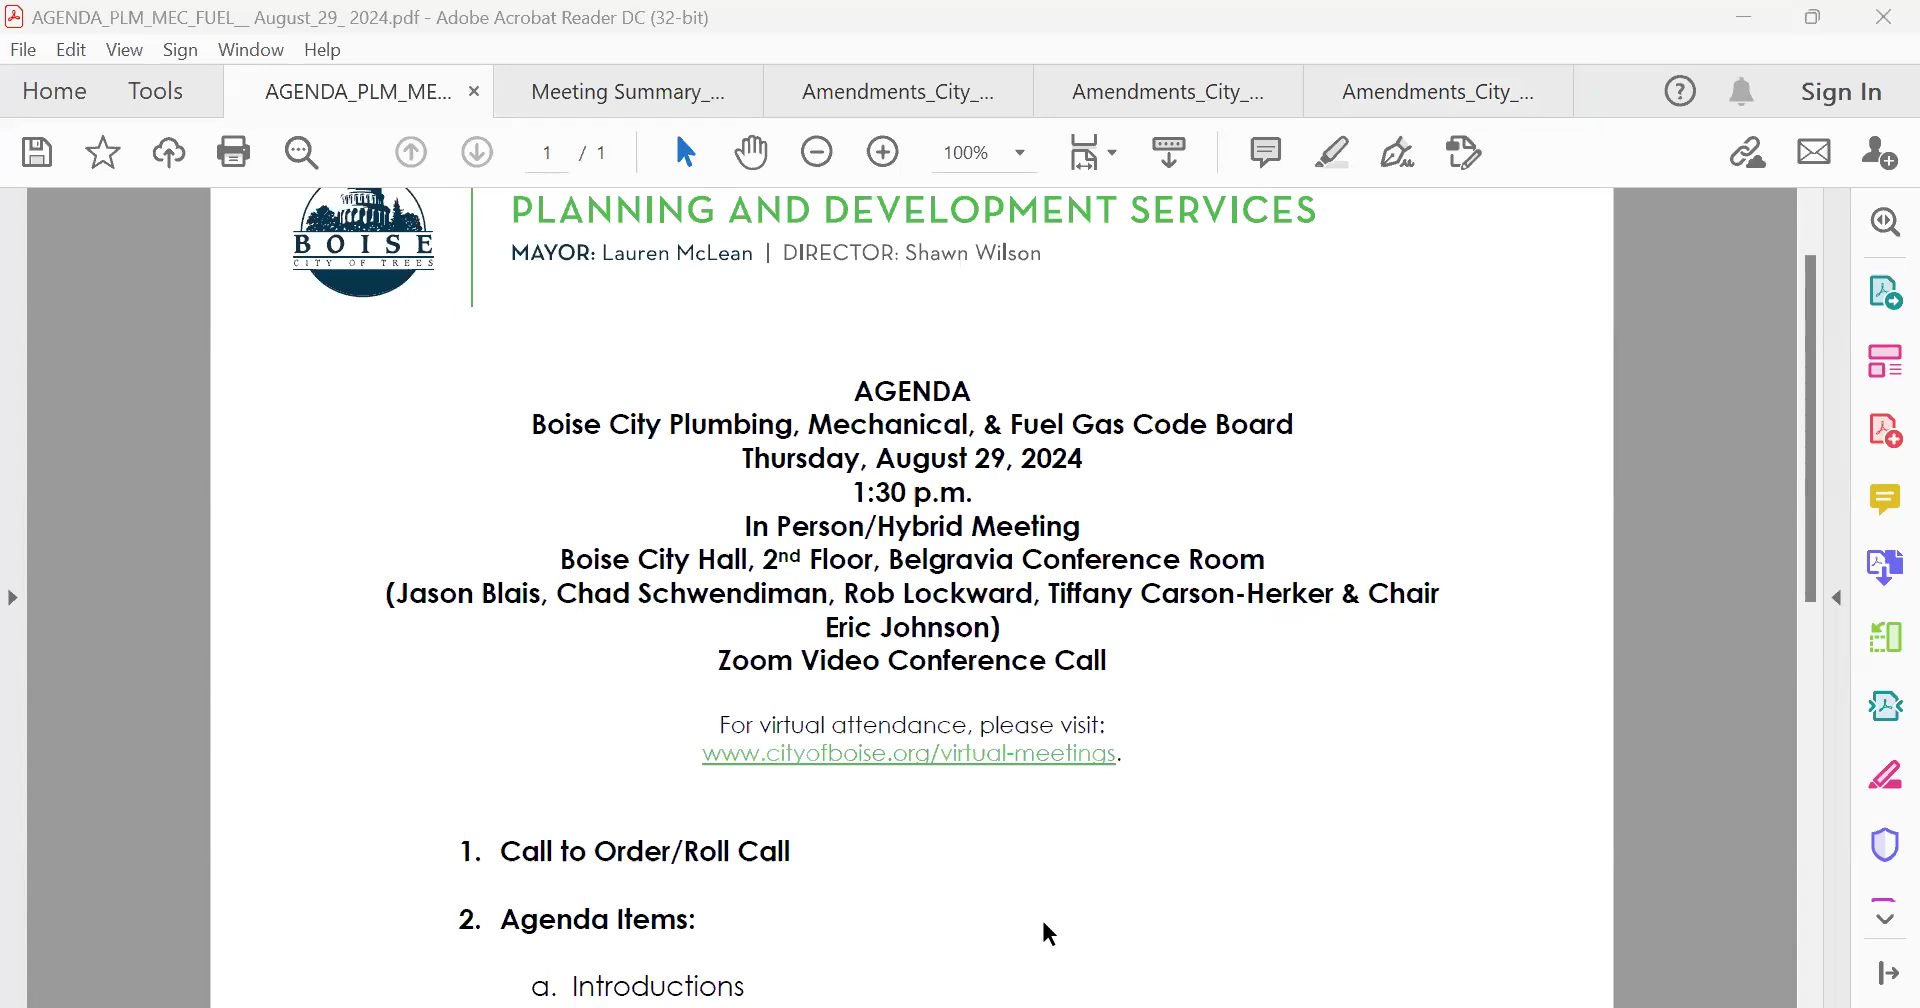 AGENDA_PLM_MEC_FUEL__ August_29_ 2024.pdf - Adobe Acrobat Reader DC (32-bit)
File Edit View Sign Window Help
Home Tools AGENDA_PLM_ME... × Meeting Summary_... Amendments_City_... Amendments_City_... Amendments_City_... ? Sign In
1 / 1 100%
PLANNING AND DEVELOPMENT SERVICES
BOISE
CITY OF TREES
MAYOR: Lauren McLean | DIRECTOR: Shawn Wilson
AGENDA
Boise City Plumbing, Mechanical, & Fuel Gas Code Board
Thursday, August 29, 2024
1:30 p.m.
In Person/Hybrid Meeting
Boise City Hall, 2nd Floor, Belgravia Conference Room
(Jason Blais, Chad Schwendiman, Rob Lockward, Tiffany Carson-Herker & Chair
Eric Johnson)
Zoom Video Conference Call
For virtual attendance, please visit:
www.cityofboise.org/virtual-meetings.
1. Call to Order/Roll Call
2. Agenda Items:
a. Introductions